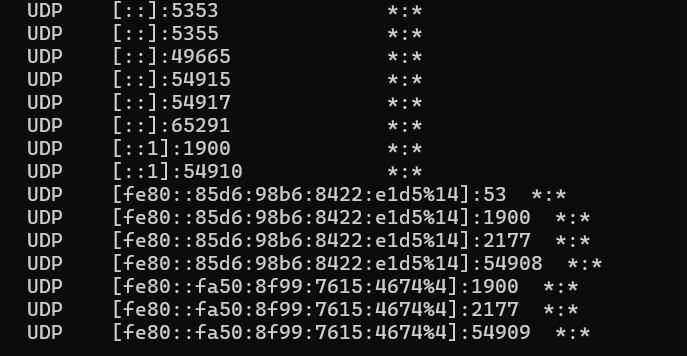 UDP    [::]:5353              *:*
UDP    [::]:5355              *:*
UDP    [::]:49665             *:*
UDP    [::]:54915             *:*
UDP    [::]:54917             *:*
UDP    [::]:65291             *:*
UDP    [::1]:1900             *:*
UDP    [::1]:54910            *:*
UDP    [fe80::85d6:98b6:8422:e1d5%14]:53  *:*
UDP    [fe80::85d6:98b6:8422:e1d5%14]:1900  *:*
UDP    [fe80::85d6:98b6:8422:e1d5%14]:2177  *:*
UDP    [fe80::85d6:98b6:8422:e1d5%14]:54908  *:*
UDP    [fe80::fa50:8f99:7615:4674%4]:1900  *:*
UDP    [fe80::fa50:8f99:7615:4674%4]:2177  *:*
UDP    [fe80::fa50:8f99:7615:4674%4]:54909  *:*